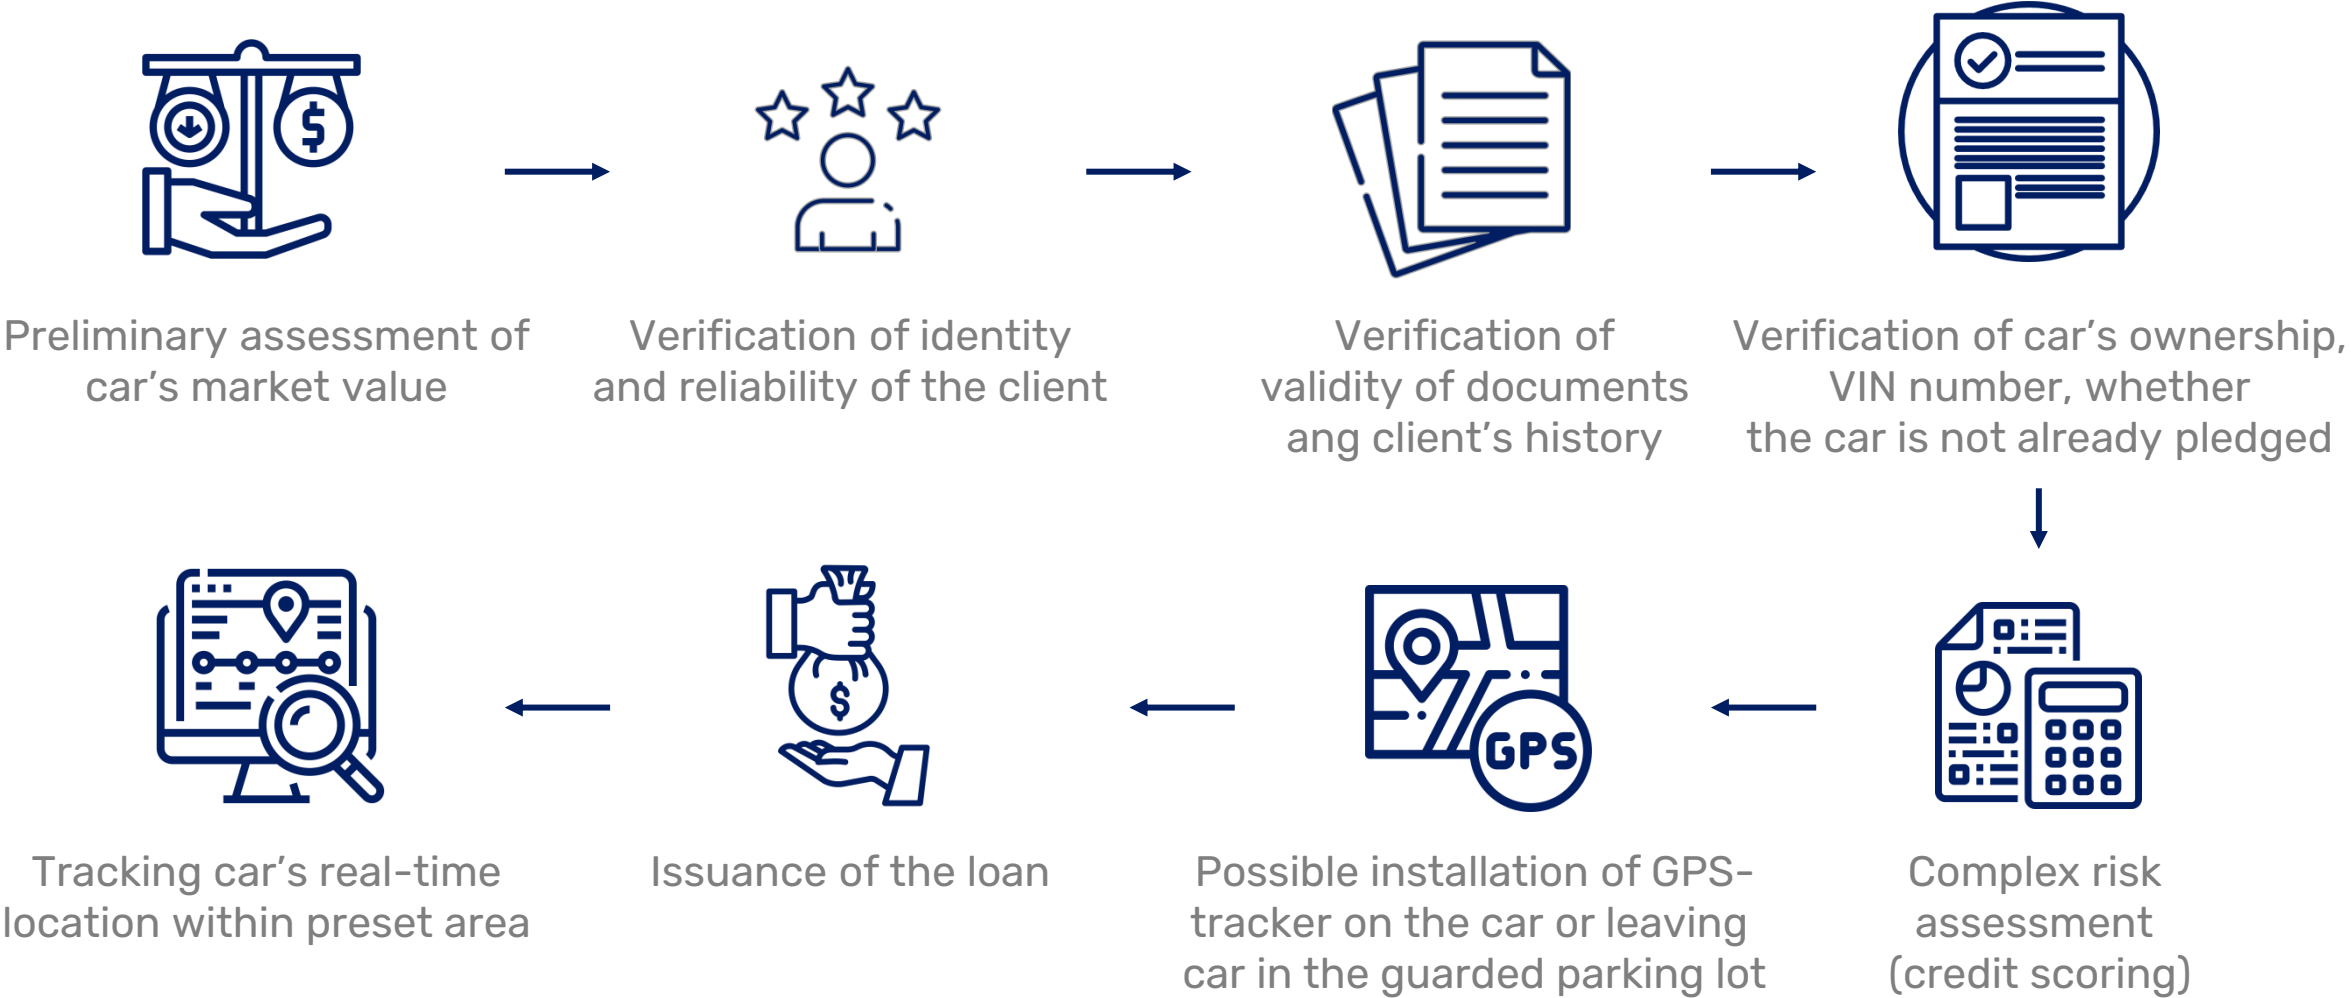 $
Preliminary assessment of
car's market value
Verification of identity
and reliability of the client
Verification of
validity of documents
ang client's history
Verification of car's ownership,
VIN number, whether
the car is not already pledged
Complex risk
assessment
(credit scoring)
GPS
Possible installation of GPS-
tracker on the car or leaving
car in the guarded parking lot
$
Issuance of the loan
Tracking car's real-time
location within preset area